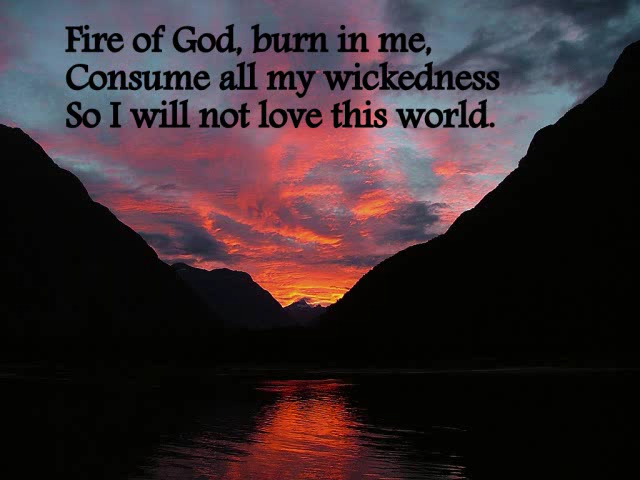 Fire of God, burn in me,
Consume all my wickedness
So I will not love this world.